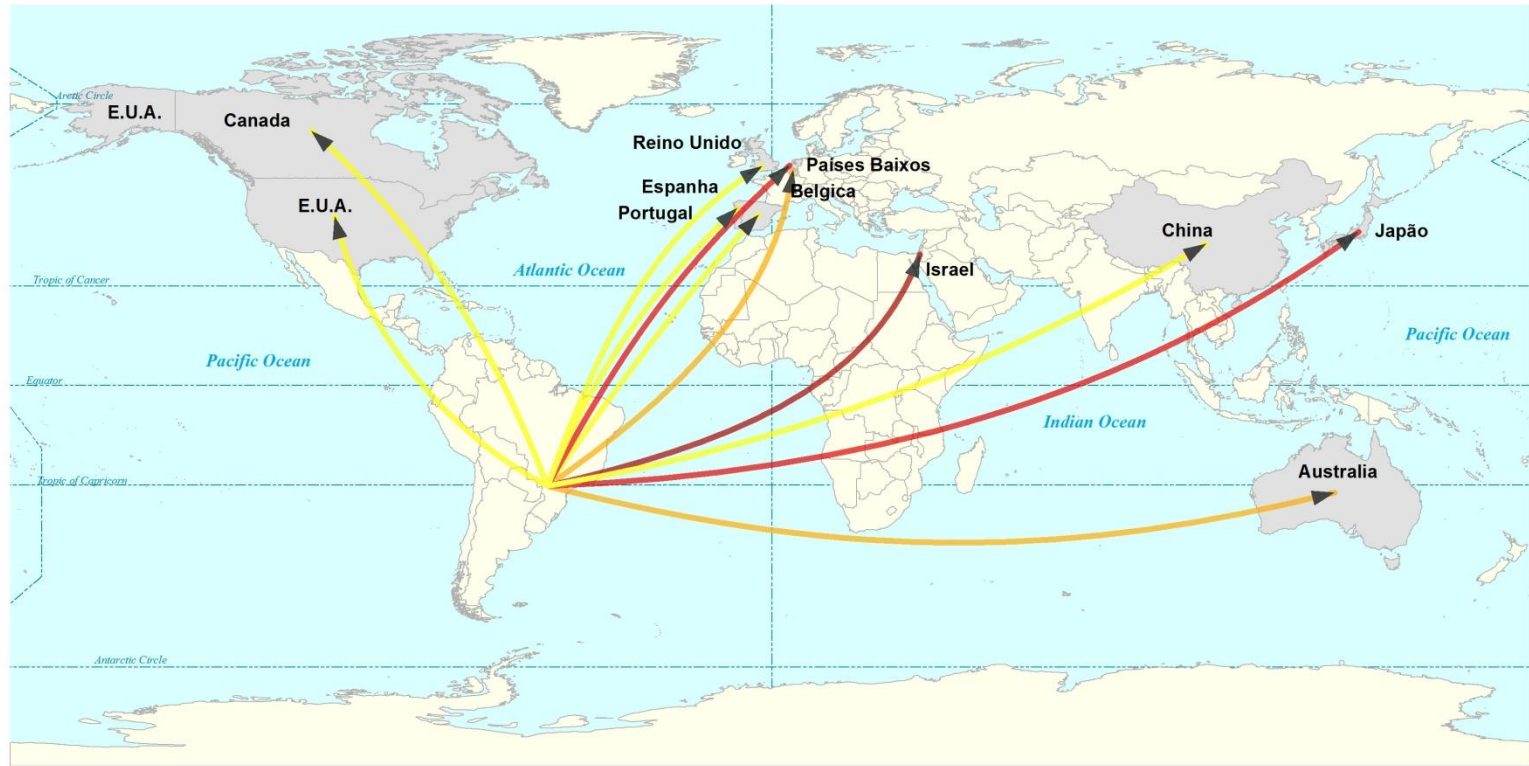 Arctic Circle
E.U.A.
Canada
Reino Unido
Países Baixos
Belgica
Espanha
Portugal
E.U.A.
China
Japão
Atlantic Ocean
Israel
Tropic of Cancer
Pacific Ocean
Pacific Ocean
Equator
Indian Ocean
Australia
Tropic of Capricorn
Antarctic Circle